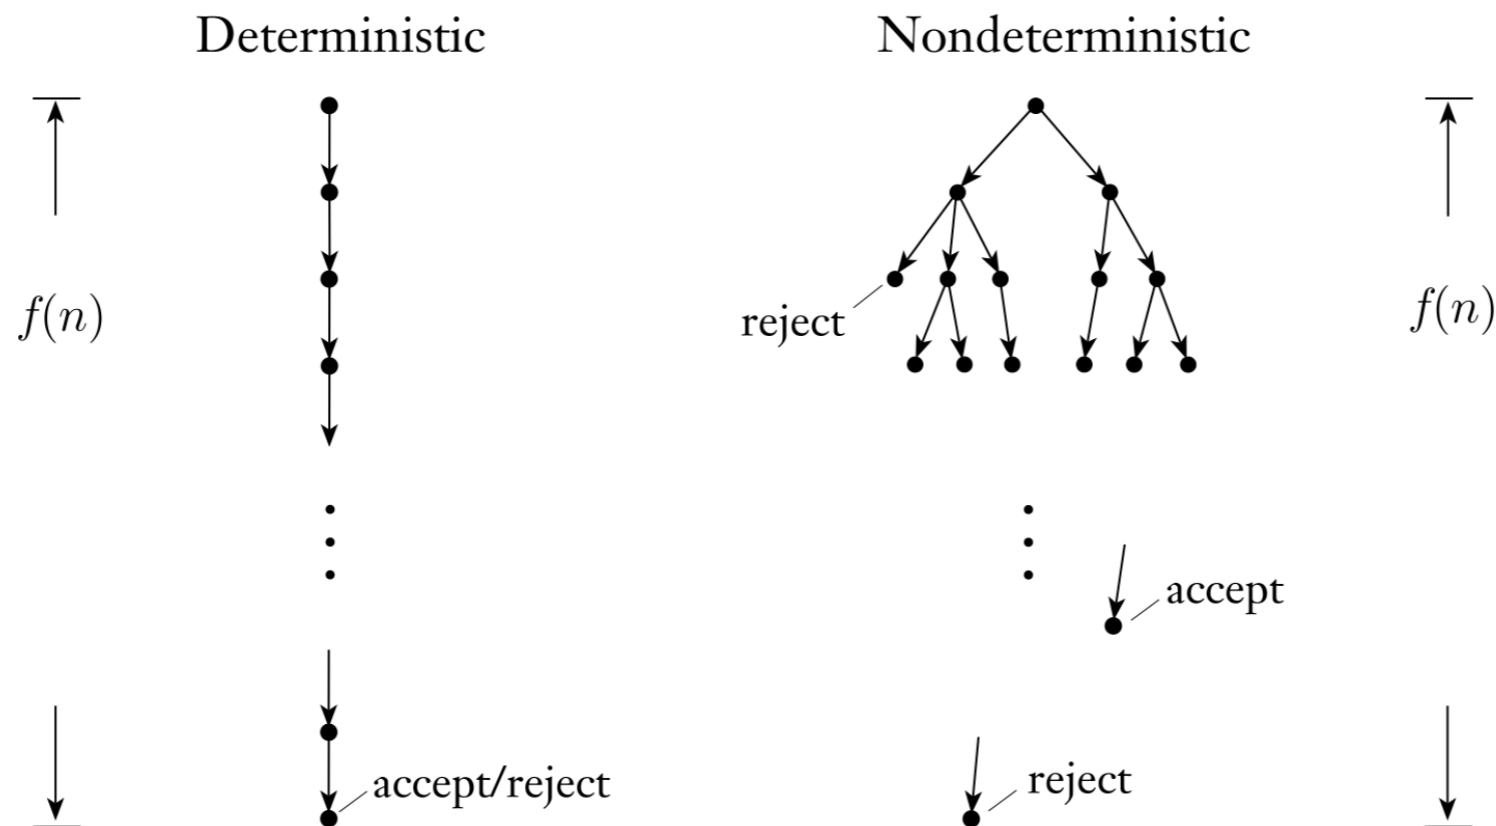 Deterministic
Nondeterministic
f(n)
reject
f(n)
accept
accept/reject
reject